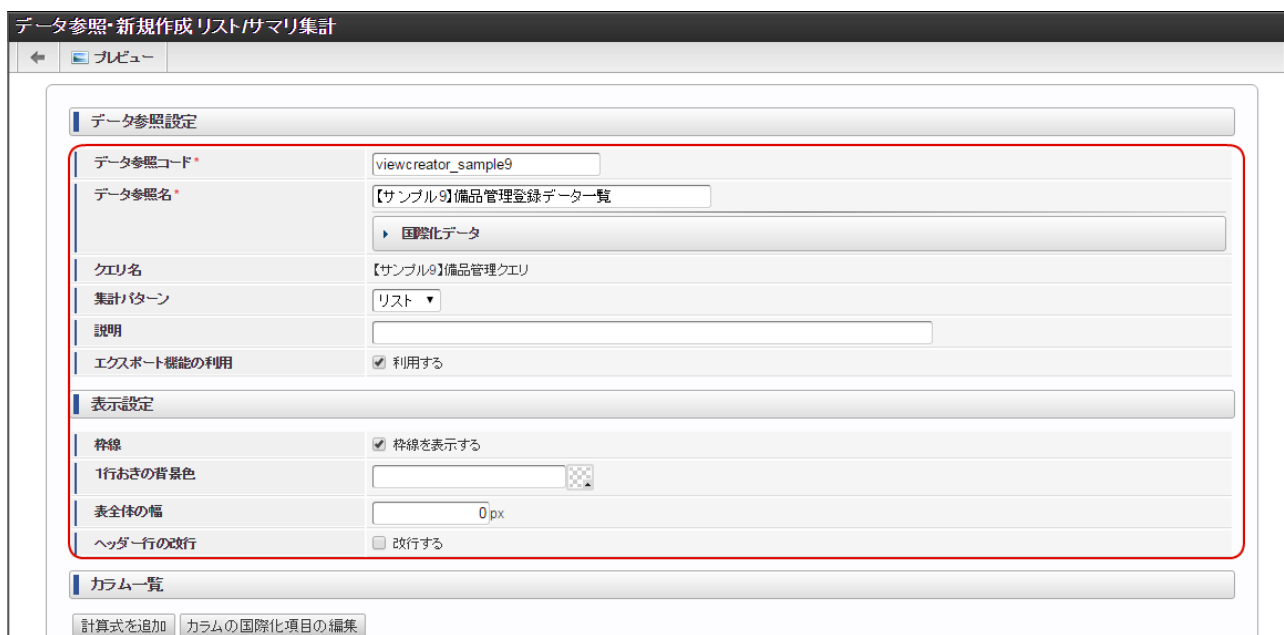 データ参照・新規作成 リスト/サマリ集計
プレビュー
データ参照設定
データ参照コード* viewcreator_sample9
データ参照名* 【サンプル9】備品管理登録データ一覧
国際化データ
クエリ名 【サンプル9】備品管理クエリ
集計パターン リスト
説明
エクスポート機能の利用 利用する
表示設定
枠線 枠線を表示する
1行おきの背景色
表全体の幅 0 px
ヘッダー行の改行 改行する
カラム一覧
計算式を追加 カラムの国際化項目の編集